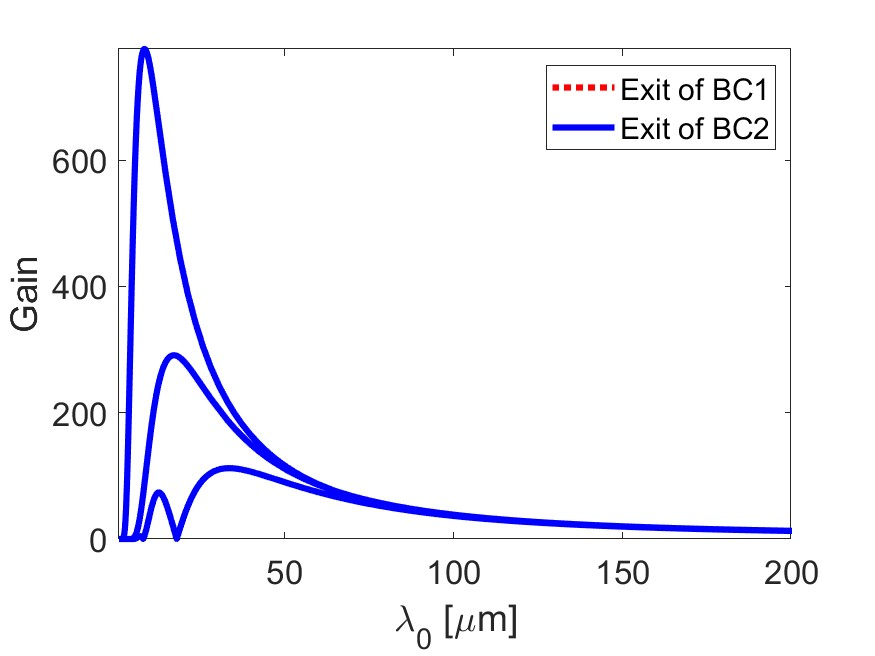 Exit of BC1
Exit of BC2
600
400
200
0
Gain
50
100
150
200
λ₀ [μm]